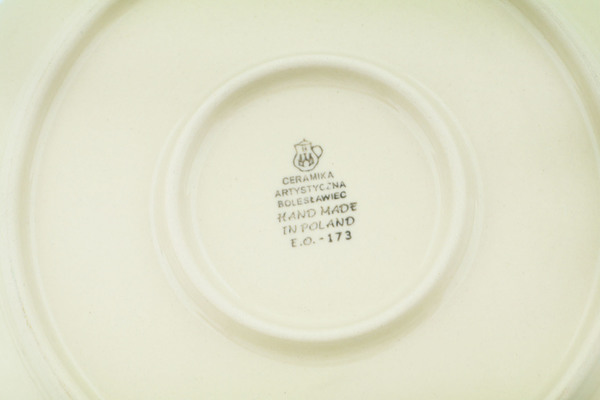 CERAMIKA
ARTYSTYCZNA
BOLESŁAWIEC
HAND MADE
IN POLAND
E.O. - 173